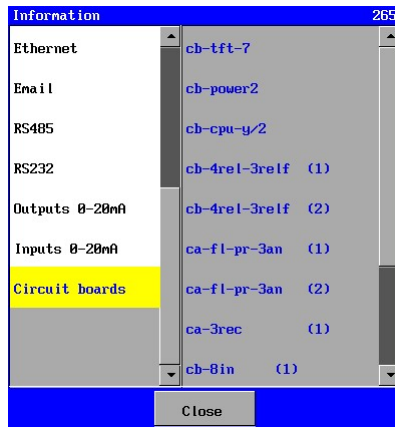 Information 265
Ethernet
Email
RS485
RS232
Outputs 0-20mA
Inputs 0-20mA
Circuit boards
cb-tft-7
cb-power2
cb-cpu-y/2
cb-4rel-3relf (1)
cb-4rel-3relf (2)
ca-fl-pr-3an (1)
ca-fl-pr-3an (2)
ca-3rec (1)
cb-8in (1)
Close